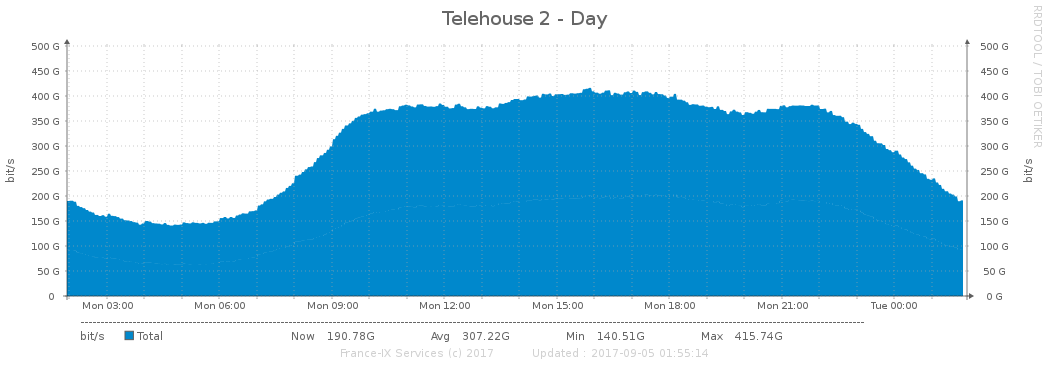 Telehouse 2 - Day
RRDTOOL / TOBI OETIKER
bit/s
bit/s
500 G 500 G
450 G 450 G
400 G 400 G
350 G 350 G
300 G 300 G
250 G 250 G
200 G 200 G
150 G 150 G
100 G 100 G
50 G 50 G
0 0 G
Mon 03:00 Mon 06:00 Mon 09:00 Mon 12:00 Mon 15:00 Mon 18:00 Mon 21:00 Tue 00:00
bit/s Total Now 190.78G Avg 307.22G Min 140.51G Max 415.74G
France-IX Services (c) 2017 Updated : 2017-09-05 01:55:14